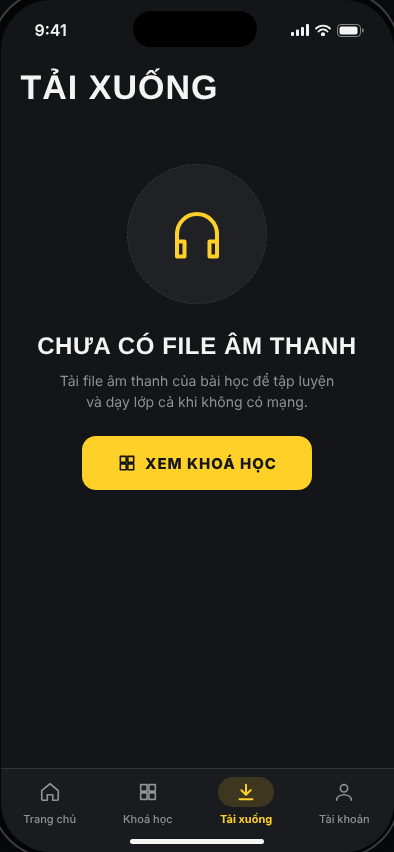 9:41
TẢI XUỐNG
CHƯA CÓ FILE ÂM THANH
Tải file âm thanh của bài học để tập luyện
và dạy lớp cả khi không có mạng.
XEM KHOÁ HỌC
Trang chủ
Khoá học
Tải xuống
Tài khoản